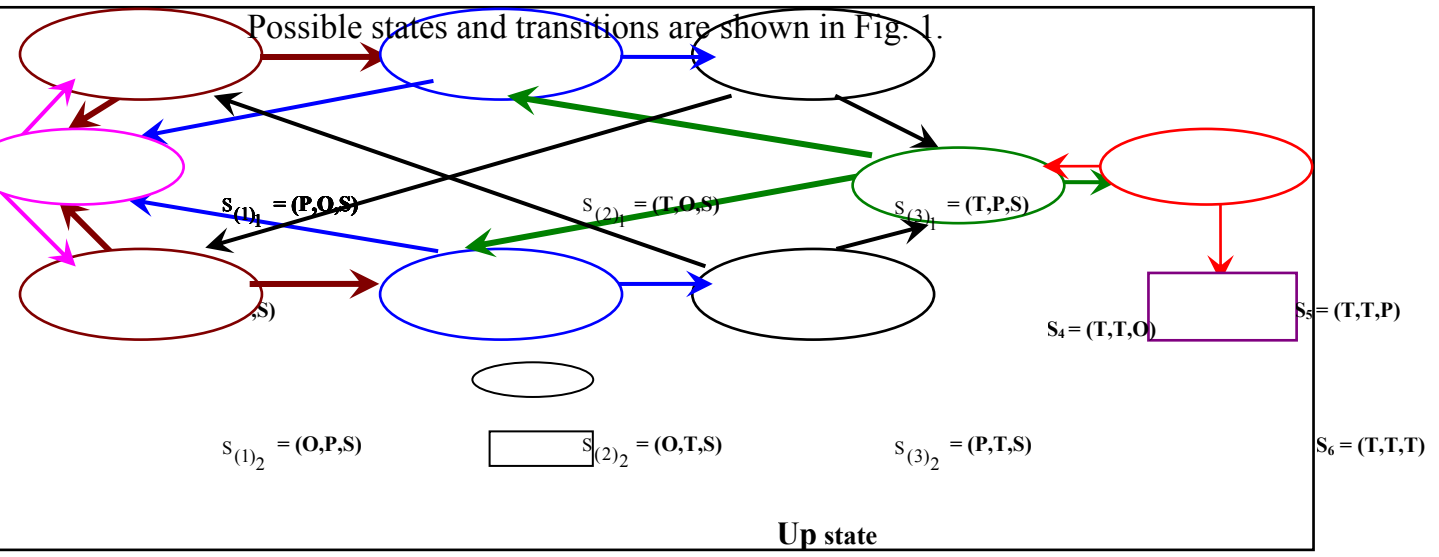 Possible states and transitions are shown in Fig. 1.
S(1)1 = (P,O,S)
S(2)1 = (T,O,S)
S(3)1 = (T,P,S)
,S)
S4 = (T,T,O)
S5 = (T,T,P)
S(1)2 = (O,P,S)
S(2)2 = (O,T,S)
S(3)2 = (P,T,S)
S6 = (T,T,T)
Up state